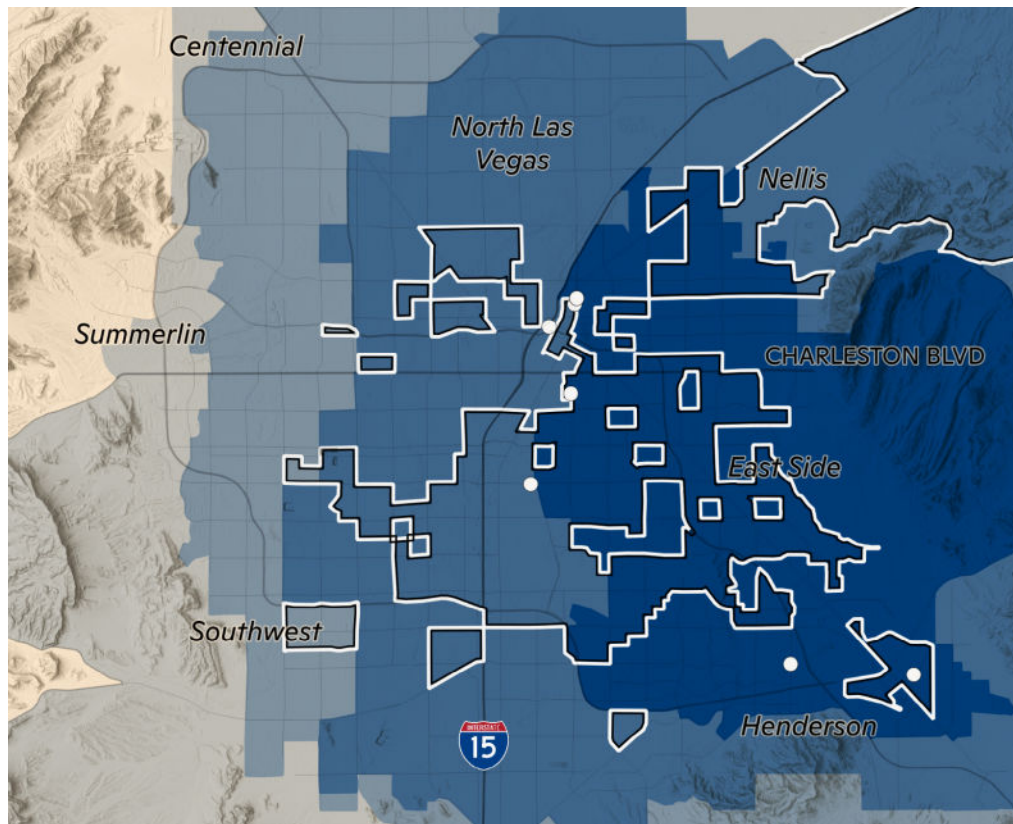 Centennial
North Las
Vegas
Nellis
Summerlin
CHARLESTON BLVD
East Side
Southwest
Henderson
INTERSTATE
15